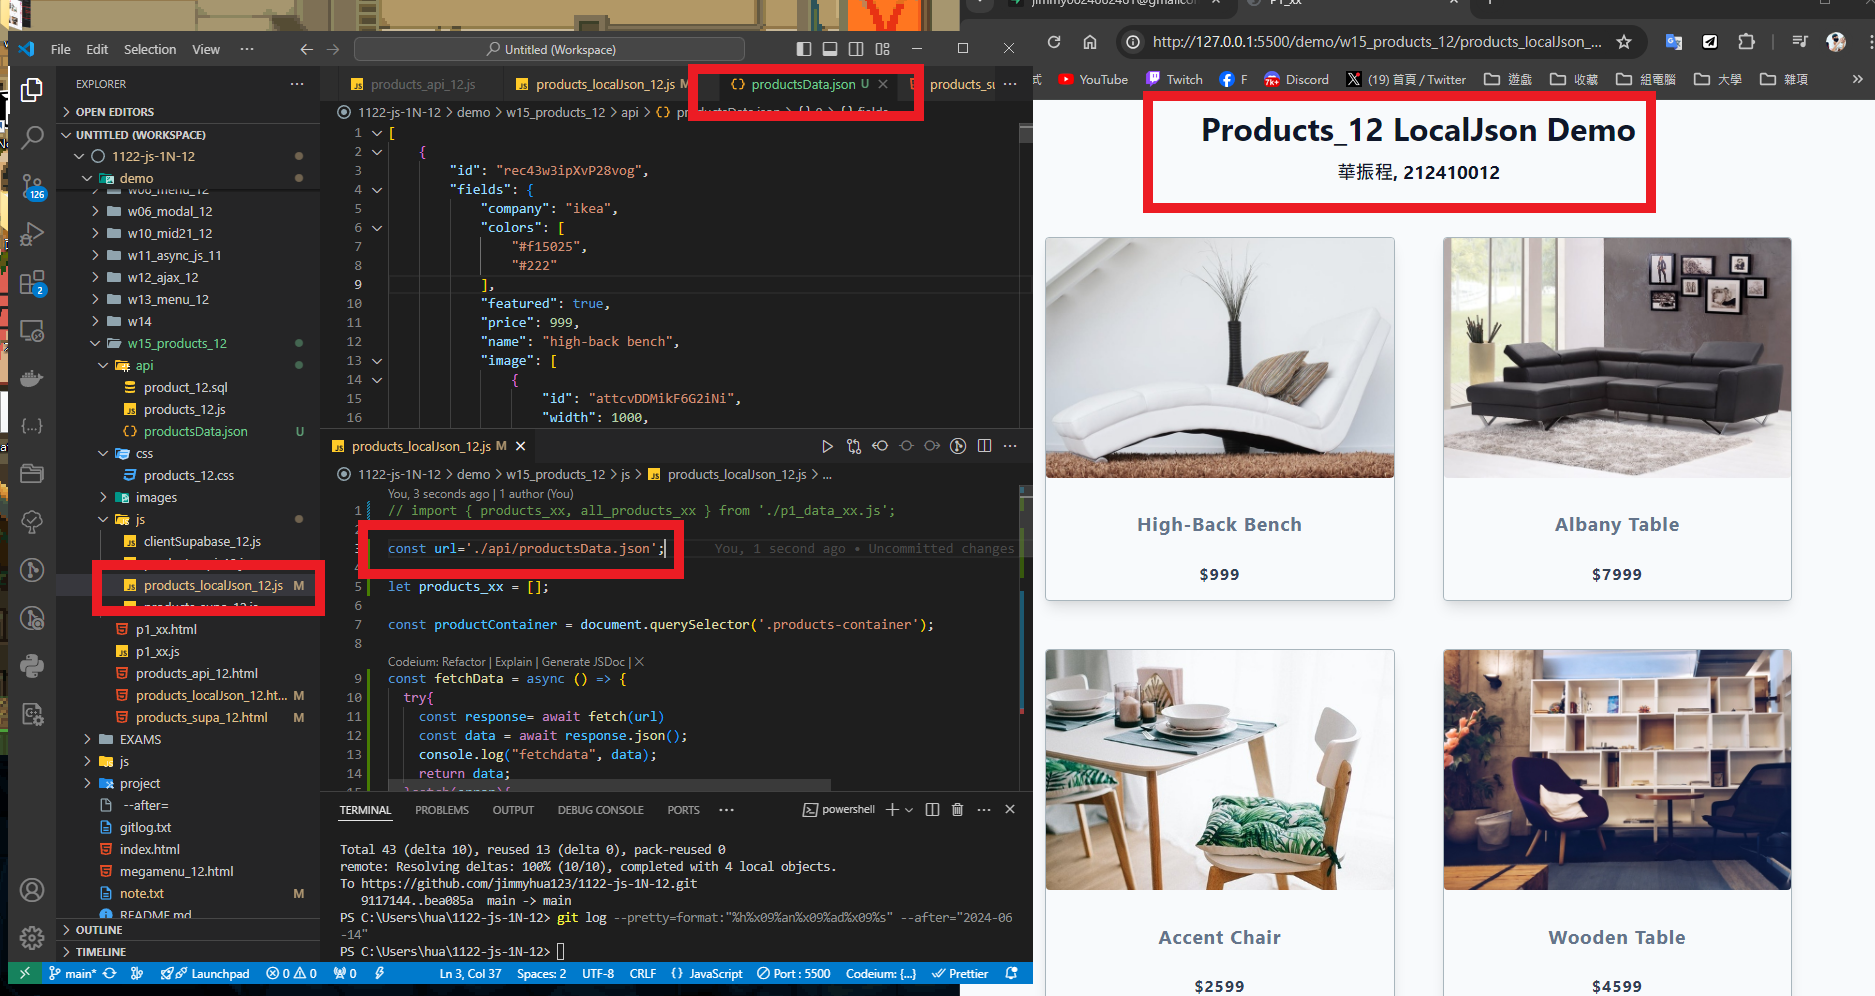 File Edit Selection View ···
Untitled (Workspace)
EXPLORER
OPEN EDITORS
UNTITLED (WORKSPACE)
1122-js-1N-12
demo
w06_menu_12
w06_modal_12
w10_mid21_12
w11_async_js_11
w12_ajax_12
w13_menu_12
w14
w15_products_12
api
product_12.sql
products_12.js
productsData.json U
css
products_12.css
images
js
clientSupabase_12.js
products_localJson_12.js M
p1_xx.html
p1_xx.js
products_api_12.html
products_localJson_12.ht... M
products_supa_12.html M
EXAMS
js
project
--after=
gitlog.txt
index.html
megamenu_12.html
note.txt M
README.md
OUTLINE
TIMELINE
126
2
products_api_12.js
products_localJson_12.js M
productsData.json U
products_su
1122-js-1N-12 > demo > w15_products_12 > api >
1 [
2 {
3 "id": "rec43w3ipXvP28vog",
4 "fields": {
5 "company": "ikea",
6 "colors": [
7 "#f15025",
8 "#222"
9 ],
10 "featured": true,
11 "price": 999,
12 "name": "high-back bench",
13 "image": [
14 {
15 "id": "attcvDDMikF6G2iNi",
16 "width": 1000,
products_localJson_12.js M
1122-js-1N-12 > demo > w15_products_12 > js > products_localJson_12.js > ...
You, 3 seconds ago | 1 author (You)
1 // import { products_xx, all_products_xx } from './p1_data_xx.js';
3 const url='./api/productsData.json'; You, 1 second ago • Uncommitted changes
5 let products_xx = [];
6
7 const productContainer = document.querySelector('.products-container');
8
Codeium: Refactor | Explain | Generate JSDoc | X
9 const fetchData = async () => {
10 try{
11 const response= await fetch(url)
12 const data = await response.json();
13 console.log("fetchdata", data);
14 return data;
TERMINAL PROBLEMS OUTPUT DEBUG CONSOLE PORTS ··· powershell
Total 43 (delta 10), reused 13 (delta 0), pack-reused 0
remote: Resolving deltas: 100% (10/10), completed with 4 local objects.
To https://github.com/jimmyhua123/1122-js-1N-12.git
9117144..bea085a main -> main
PS C:\Users\hua\1122-js-1N-12> git log --pretty=format:"%h%x09%an%x09%ad%x09%s" --after="2024-06
-14"
PS C:\Users\hua\1122-js-1N-12>
main* Launchpad 0 0 0 Ln 3, Col 37 Spaces: 2 UTF-8 CRLF {} JavaScript Port : 5500 Codeium: {...} Prettier
http://127.0.0.1:5500/demo/w15_products_12/products_localJson_...
式 YouTube Twitch F Discord (19) 首頁 / Twitter 遊戲 收藏 組電腦 大學 雜項
Products_12 LocalJson Demo
華振程, 212410012
High-Back Bench
$999
Albany Table
$7999
Accent Chair
$2599
Wooden Table
$4599